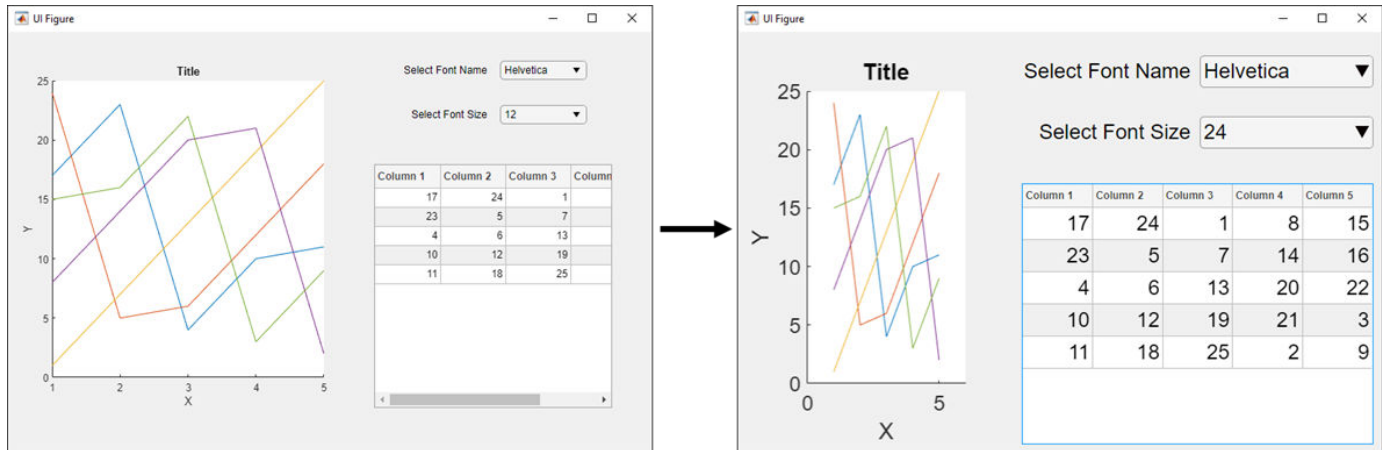 UI Figure
Title
25
20
15
10
5
0
Y
1 2 3 4 5
X
Select Font Name Helvetica
Select Font Size 12
Column 1 Column 2 Column 3 Column
17 24 1
23 5 7
4 6 13
10 12 19
11 18 25
UI Figure
Title
25
20
15
10
5
0
Y
0 5
X
Select Font Name Helvetica
Select Font Size 24
Column 1 Column 2 Column 3 Column 4 Column 5
17 24 1 8 15
23 5 7 14 16
4 6 13 20 22
10 12 19 21 3
11 18 25 2 9